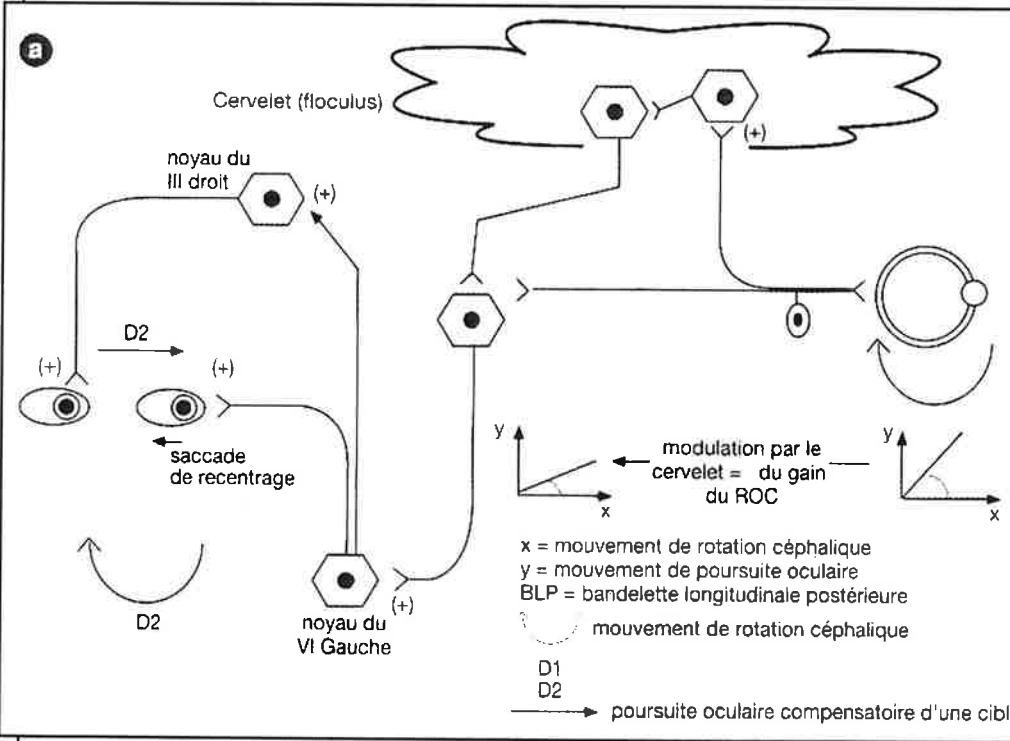 a
Cervelet (floculus)
(+)
noyau du
III droit
(+)
D2
(+)
(+)
saccade
de recentrage
D2
noyau du
VI Gauche
(+)
y
x
modulation par le
cervelet = du gain
du ROC
y
x
x = mouvement de rotation céphalique
y = mouvement de poursuite oculaire
BLP = bandelette longitudinale postérieure
mouvement de rotation céphalique
D1
D2
poursuite oculaire compensatoire d'une cibl